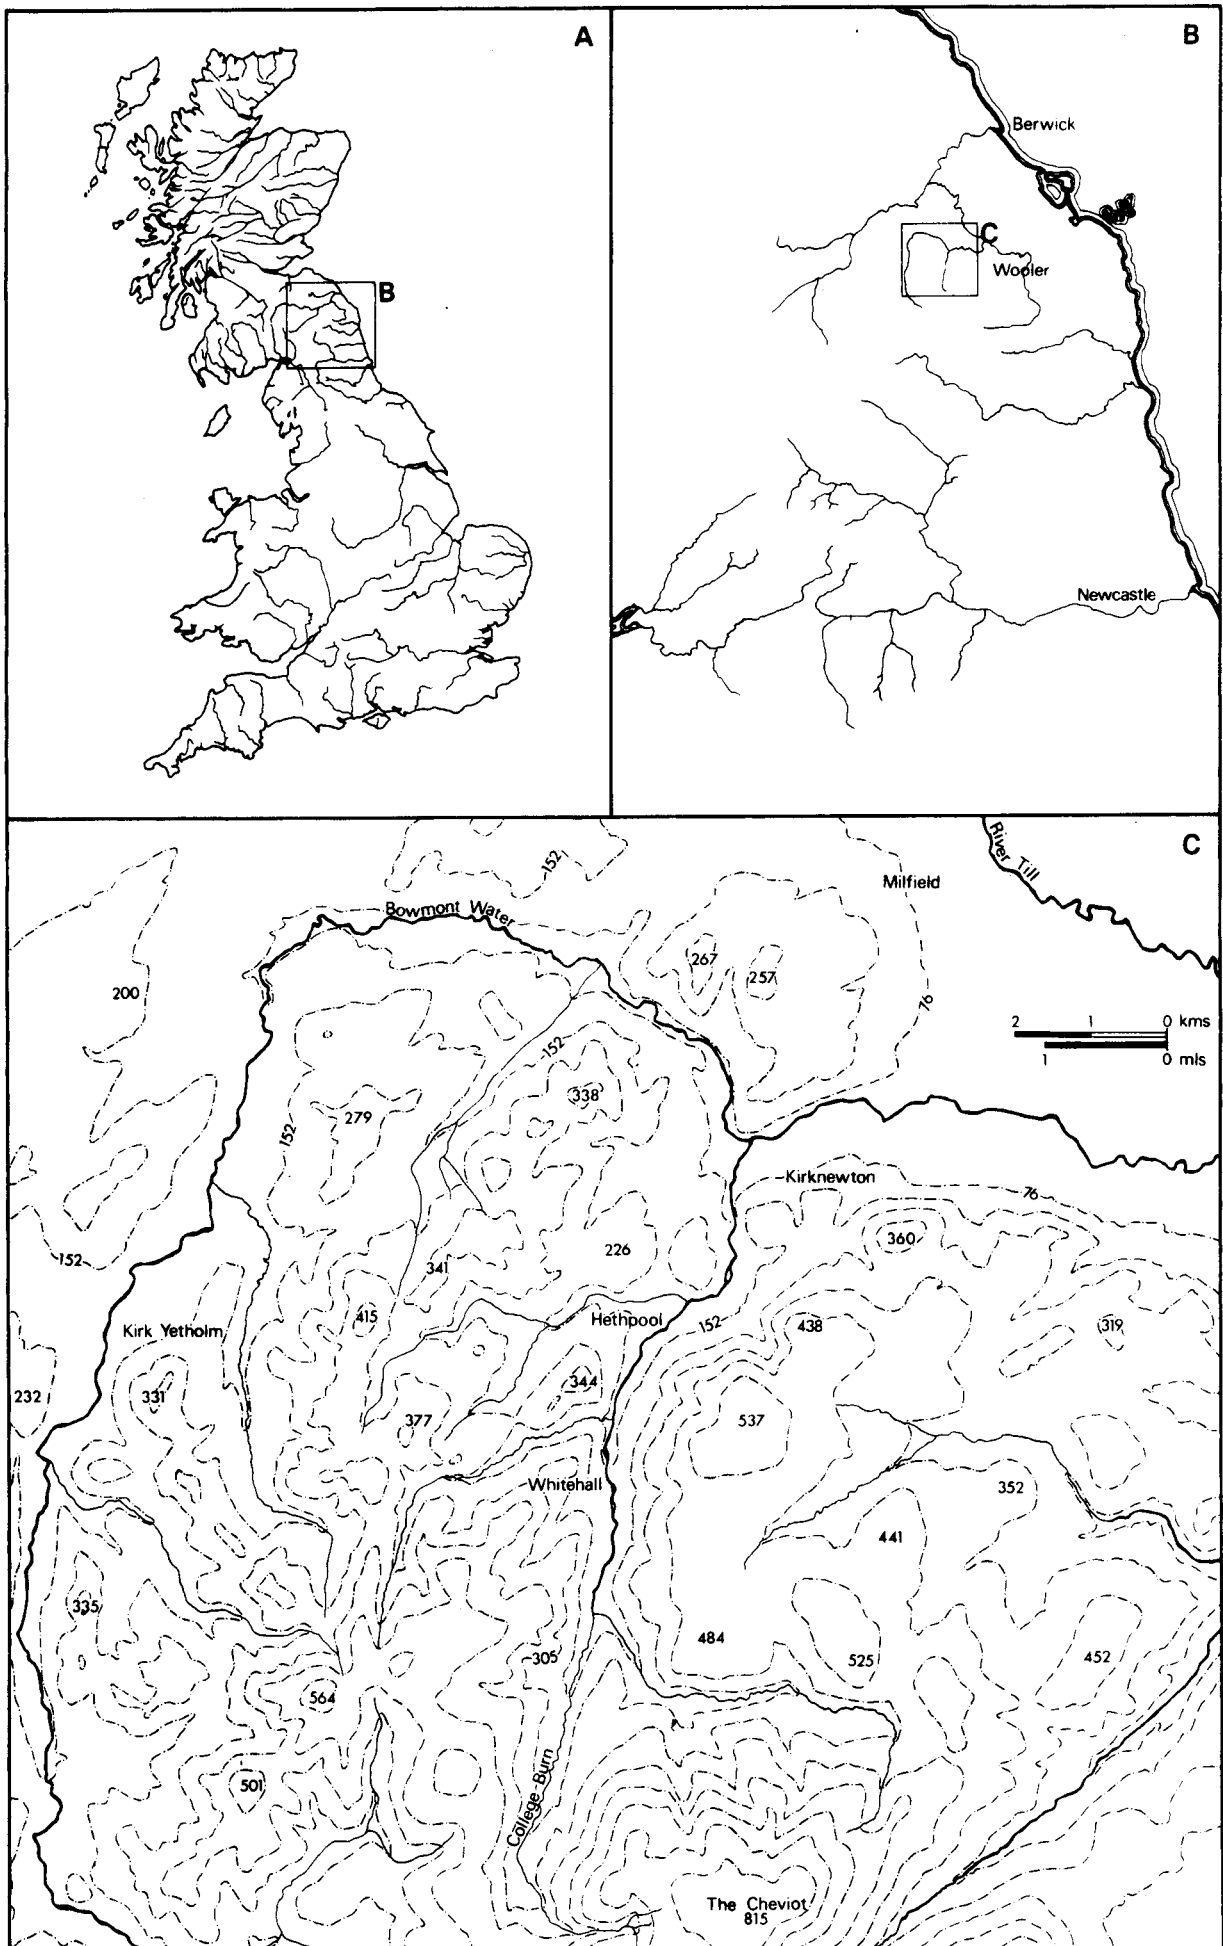 A
B
B
Berwick
C
Wooler
Newcastle
C
River Till
152
Milfield
Bowmont Water
267
257
200
76
2 1 0 kms
1 0 mls
152
338
279
152
Kirknewton
76
360
226
152
341
415
Hethpool
152
438
319
Kirk Yetholm
344
331
232
377
537
Whitehall
352
441
335
484
305
525
452
564
501
College Burn
The Cheviot
815